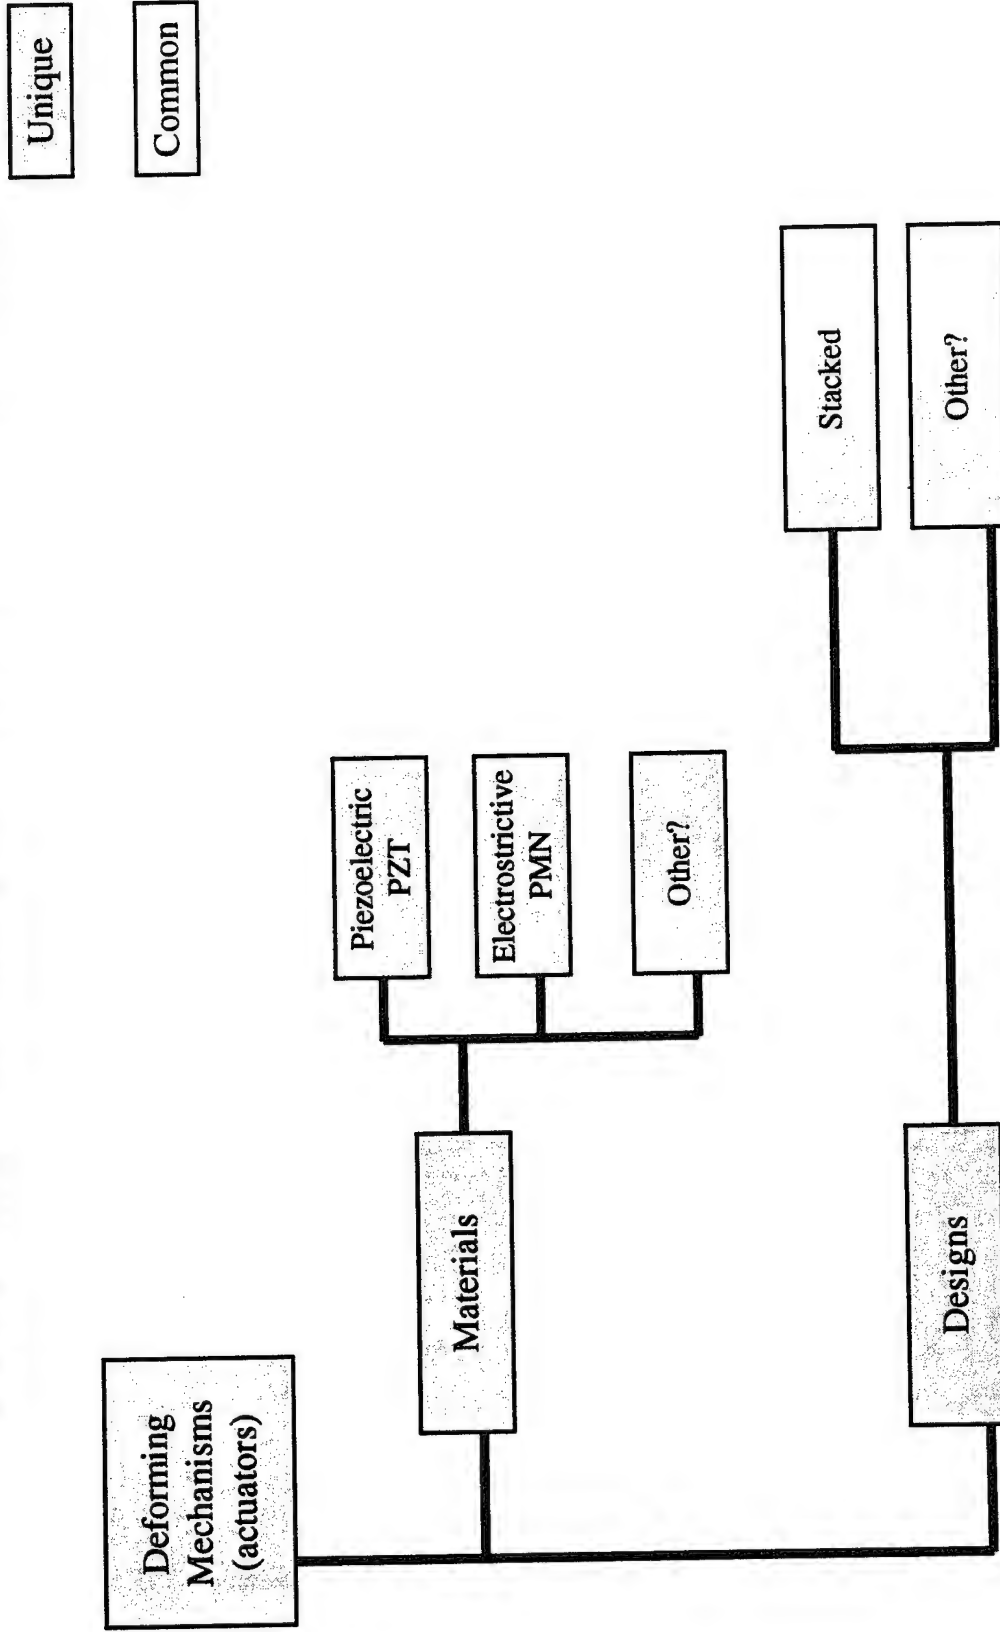 Unique
Common
Deforming
Mechanisms
(actuators)
Materials
Piezoelectric
PZT
Electrostrictive
PMN
Other?
Designs
Stacked
Other?